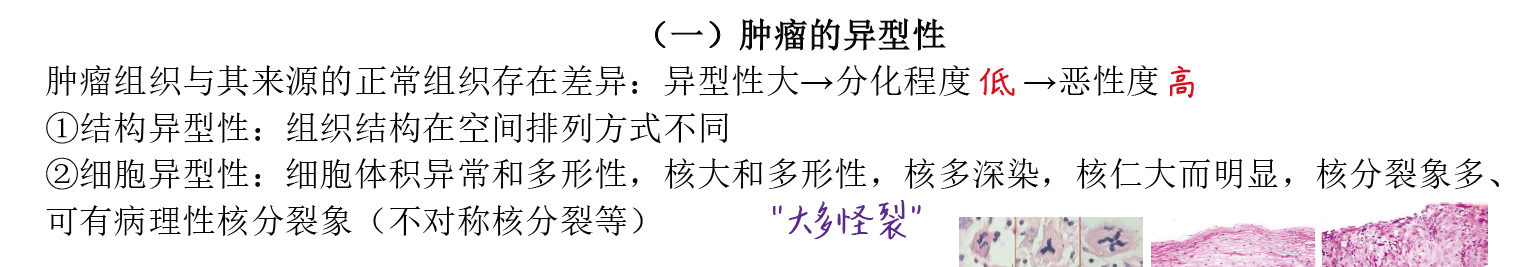 （一）肿瘤的异型性
肿瘤组织与其来源的正常组织存在差异：异型性大→分化程度 低 →恶性度 高
①结构异型性：组织结构在空间排列方式不同
②细胞异型性：细胞体积异常和多形性，核大和多形性，核多深染，核仁大而明显，核分裂象多、
可有病理性核分裂象（不对称核分裂等） "大多怪裂"